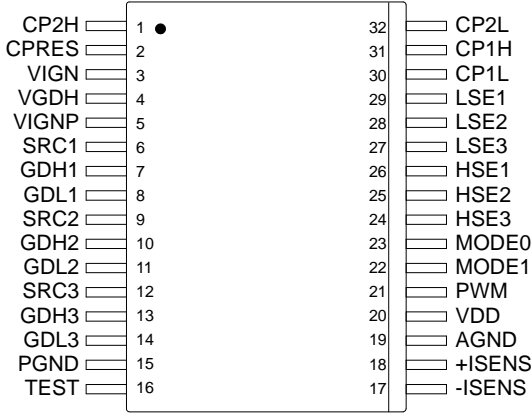 CP2H 1 32 CP2L
CPRES 2 31 CP1H
VIGN 3 30 CP1L
VGDH 4 29 LSE1
VIGNP 5 28 LSE2
SRC1 6 27 LSE3
GDH1 7 26 HSE1
GDL1 8 25 HSE2
SRC2 9 24 HSE3
GDH2 10 23 MODE0
GDL2 11 22 MODE1
SRC3 12 21 PWM
GDH3 13 20 VDD
GDL3 14 19 AGND
PGND 15 18 +ISENS
TEST 16 17 -ISENS